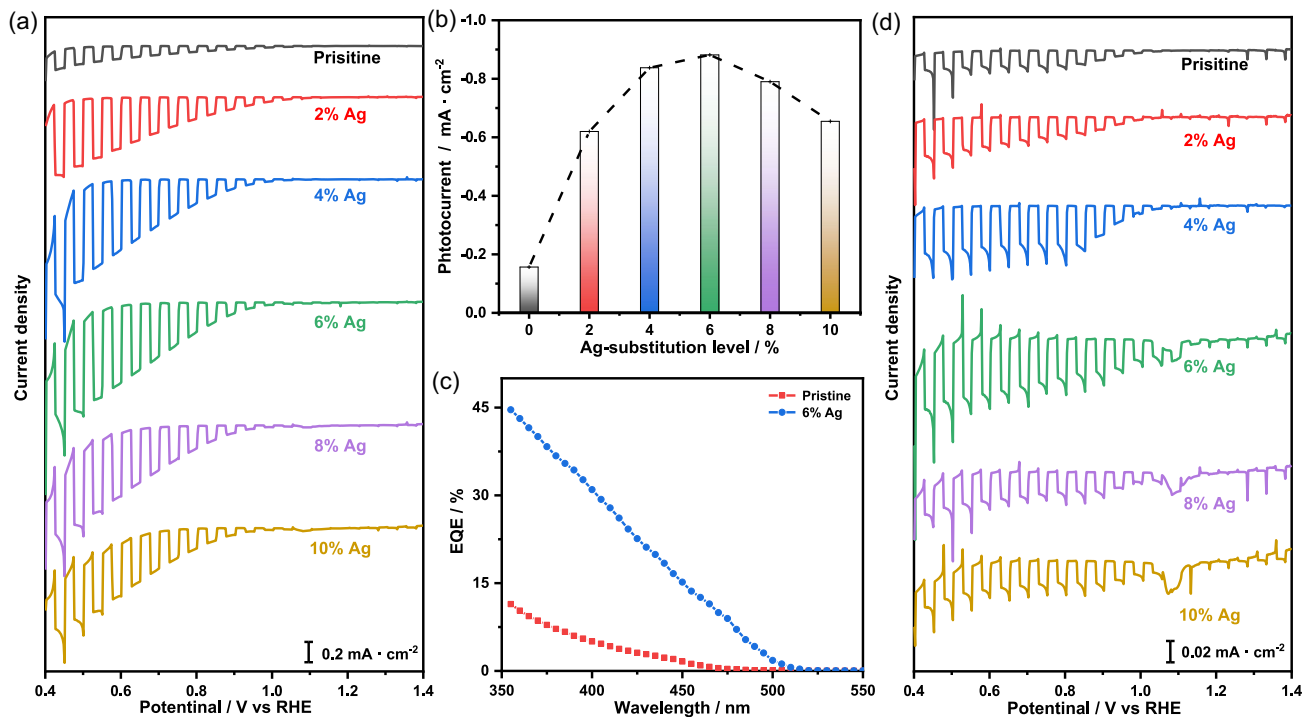 (a)
Prisitine
2% Ag
4% Ag
6% Ag
8% Ag
10% Ag
0.2 mA · cm-2
Current density
0.4 0.6 0.8 1.0 1.2 1.4
Potentinal / V vs RHE
(b)
-1.0
-0.8
-0.6
-0.4
-0.2
0.0
Phtotocurrent / mA · cm-2
0 2 4 6 8 10
Ag-substitution level / %
(c)
Pristine
6% Ag
45
30
15
0
EQE / %
350 400 450 500 550
Wavelength / nm
(d)
Prisitine
2% Ag
4% Ag
6% Ag
8% Ag
10% Ag
0.02 mA · cm-2
Current density
0.4 0.6 0.8 1.0 1.2 1.4
Potentinal / V vs RHE